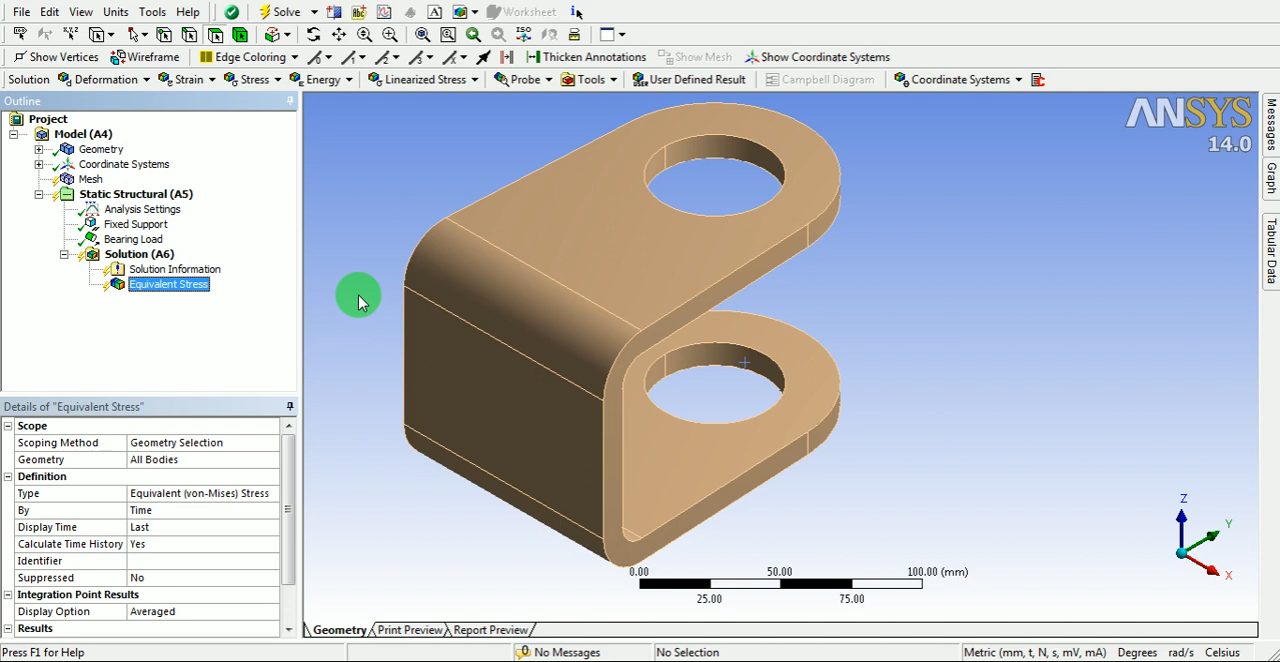 File Edit View Units Tools Help Solve Worksheet i
Show Vertices Wireframe Edge Coloring Thicken Annotations Show Mesh Show Coordinate Systems
Solution Deformation Strain Stress Energy Linearized Stress Probe Tools User Defined Result Campbell Diagram Coordinate Systems
Outline
Project
Model (A4)
Geometry
Coordinate Systems
Mesh
Static Structural (A5)
Analysis Settings
Fixed Support
Bearing Load
Solution (A6)
Solution Information
Equivalent Stress
Details of "Equivalent Stress"
Scope
Scoping Method Geometry Selection
Geometry All Bodies
Definition
Type Equivalent (von-Mises) Stress
By Time
Display Time Last
Calculate Time History Yes
Identifier
Suppressed No
Integration Point Results
Display Option Averaged
Results
ANSYS
14.0
Messages
Graph
Tabular Data
Z
Y
X
0.00 50.00 100.00 (mm)
25.00 75.00
Geometry Print Preview Report Preview
Press F1 for Help No Messages No Selection Metric (mm, t, N, s, mV, mA) Degrees rad/s Celsius